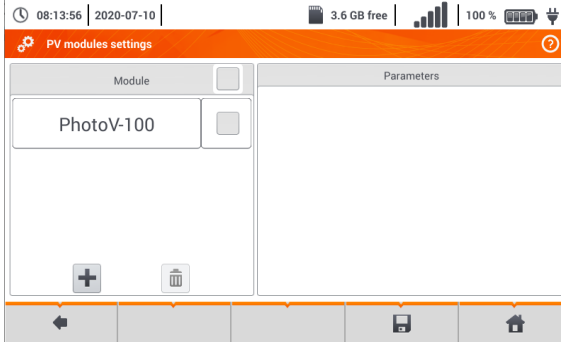 08:13:56 2020-07-10 3.6 GB free 100 %
PV modules settings ?
Module Parameters
PhotoV-100